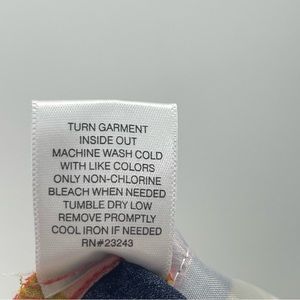 TURN GARMENT
INSIDE OUT
MACHINE WASH COLD
WITH LIKE COLORS
ONLY NON-CHLORINE
BLEACH WHEN NEEDED
TUMBLE DRY LOW
REMOVE PROMPTLY
COOL IRON IF NEEDED
RN#23243